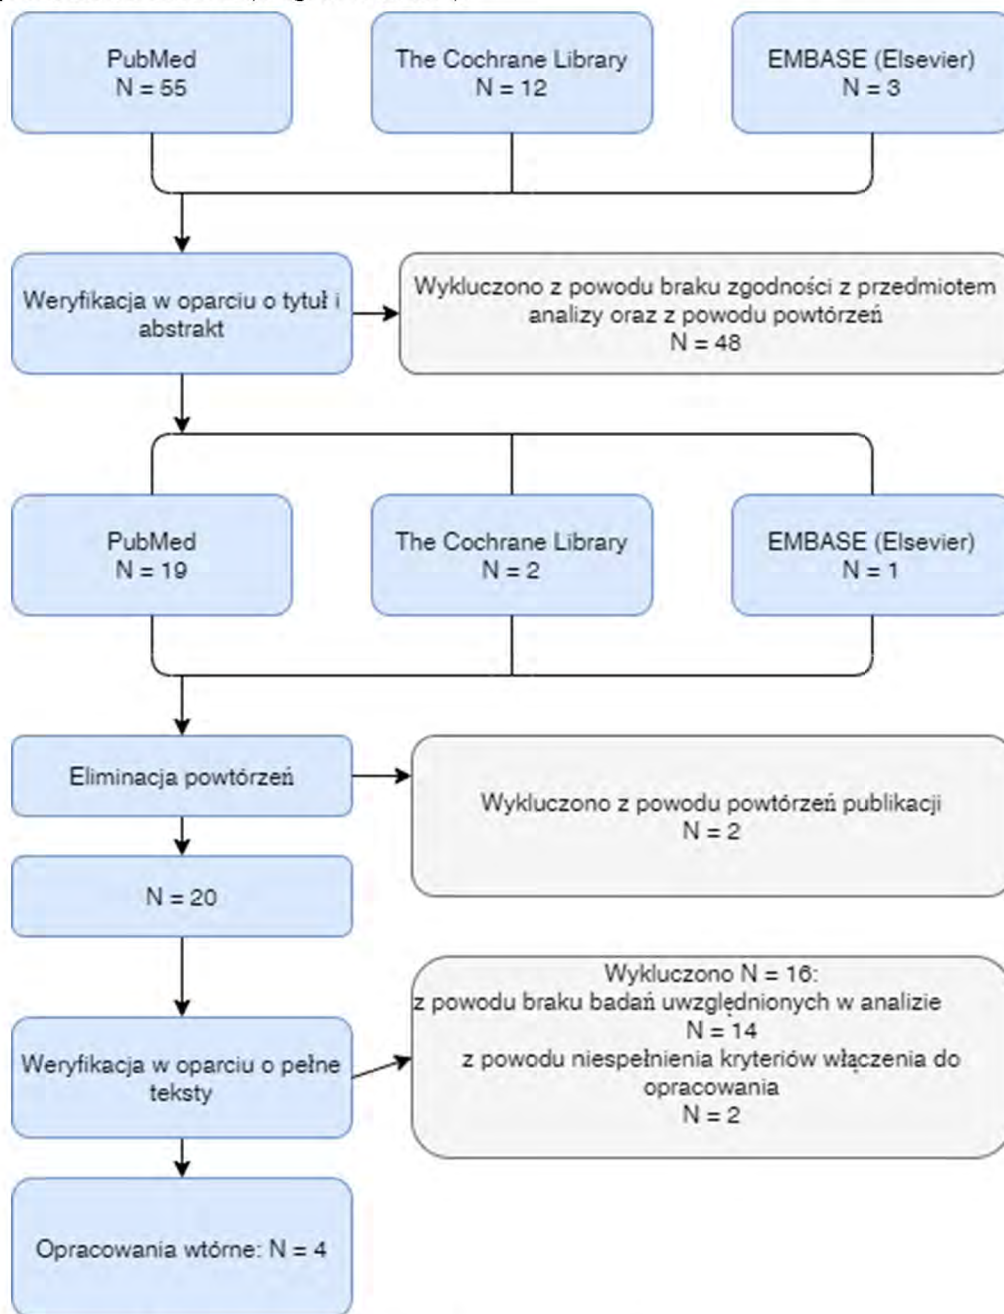 PubMed
N = 55
The Cochrane Library
N = 12
EMBASE (Elsevier)
N = 3
Weryfikacja w oparciu o tytuł i
abstrakt
Wykluczono z powodu braku zgodności z przedmiotem
analizy oraz z powodu powtórzeń
N = 48
PubMed
N = 19
The Cochrane Library
N = 2
EMBASE (Elsevier)
N = 1
Eliminacja powtórzeń
Wykluczono z powodu powtórzeń publikacji
N = 2
N = 20
Wykluczono N = 16:
z powodu braku badań uwzględnionych w analizie
N = 14
z powodu niespełnienia kryteriów włączenia do
opracowania
N = 2
Weryfikacja w oparciu o pełne
teksty
Opracowania wtórne: N = 4